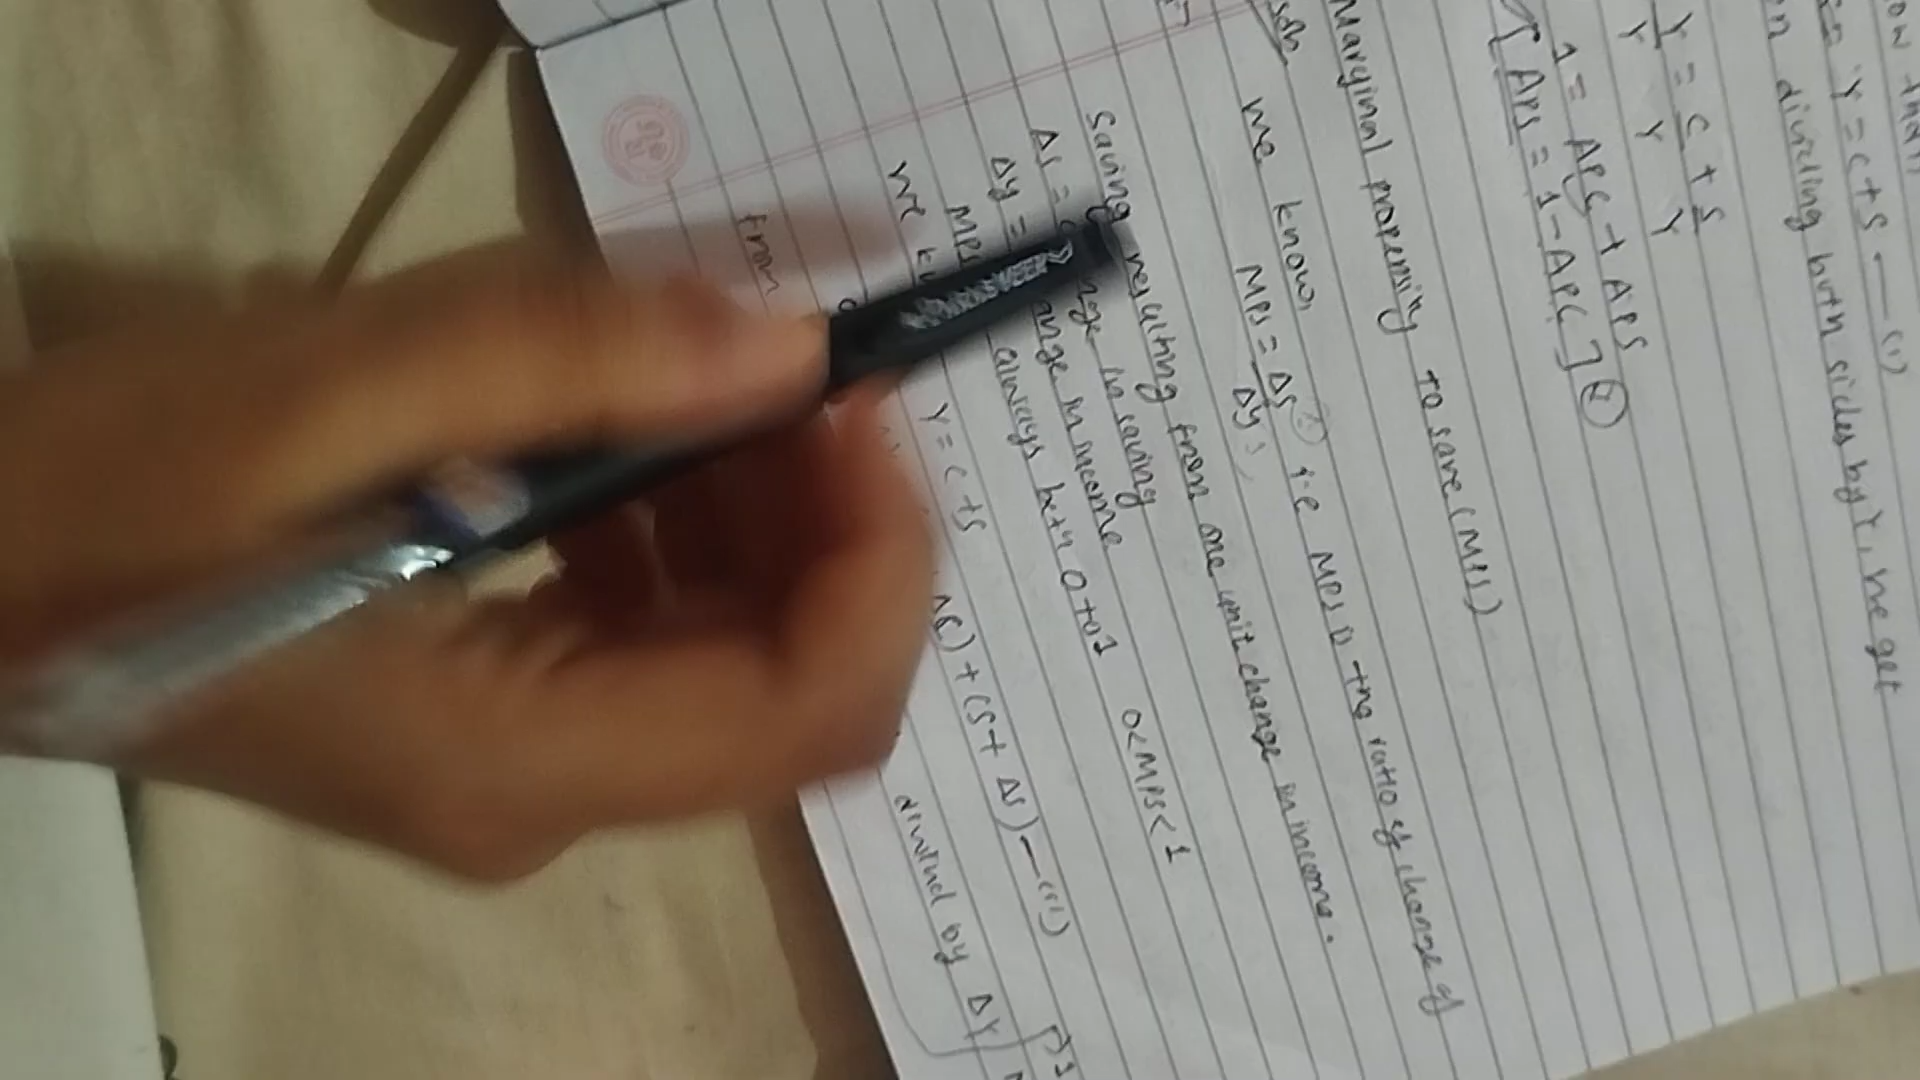 Y = C + S — (1)
on dividing both sides by Y, we get
Y/Y = C/Y + S/Y
1 = APC + APS
[APS = 1 - APC] (2)
Marginal propensity to save (MPS)
we know, i.e MPS is the ratio of change of
MPS = ΔS/ΔY
saving resulting from one unit change in income.
ΔS = change in saving
ΔY = change in income
MPS always betn 0 to 1 0<MPS<1
we Y = C + S
ΔC) + (S + ΔS) — (ii)
from by ΔY